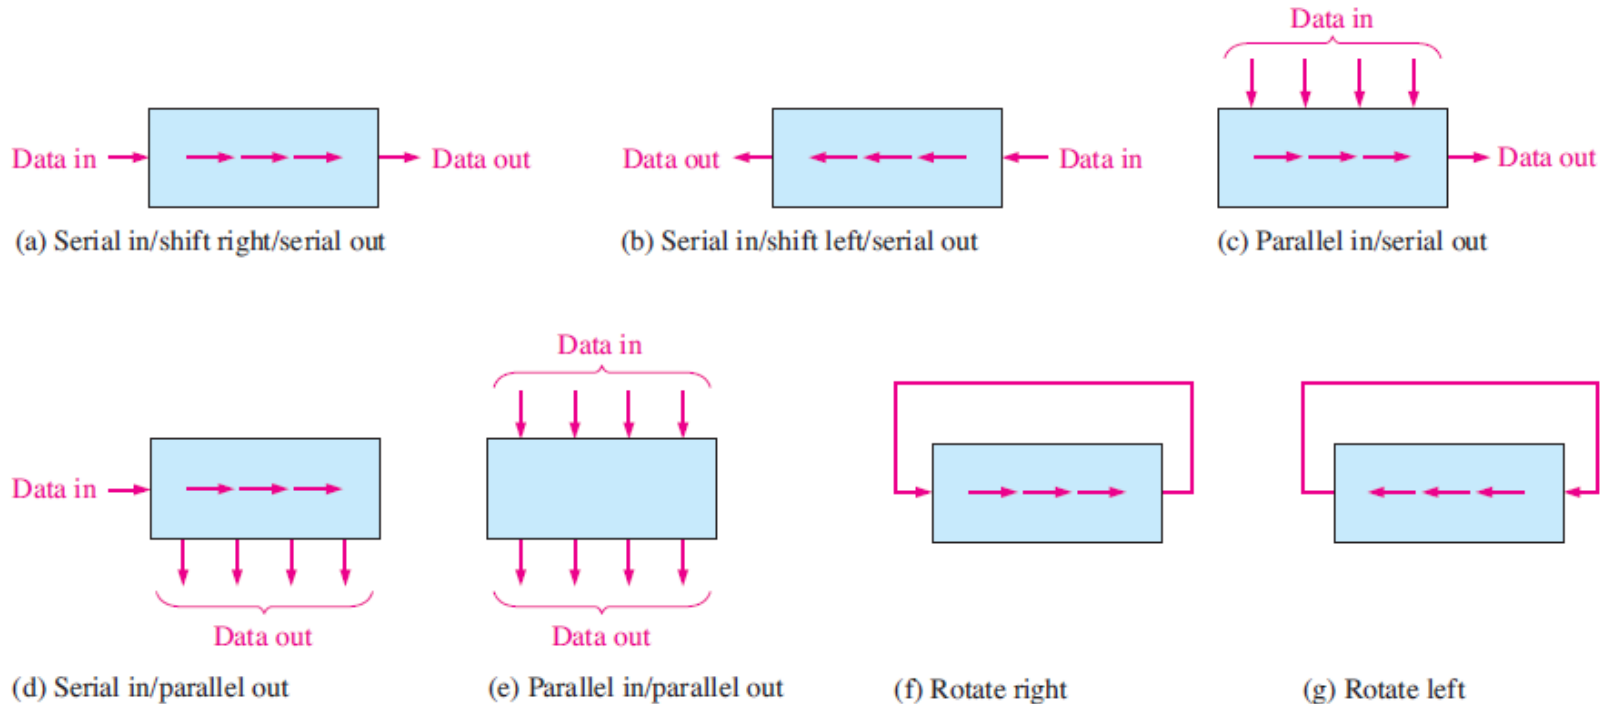 Data in
Data in
Data out
Data out
Data in
Data out
(a) Serial in/shift right/serial out
(b) Serial in/shift left/serial out
(c) Parallel in/serial out
Data in
Data in
Data out
Data out
(d) Serial in/parallel out
(e) Parallel in/parallel out
(f) Rotate right
(g) Rotate left